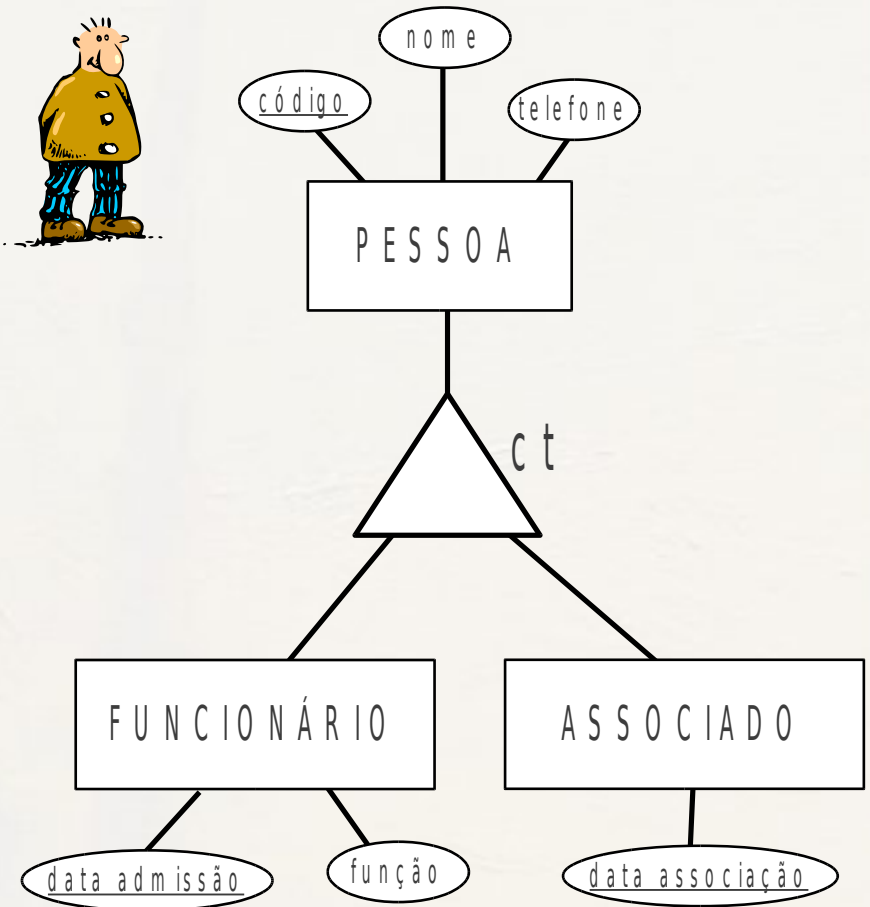 nome
código
telefone
PESSOA
ct
FUNCIONÁRIO
ASSOCIADO
data admissão
função
data associação